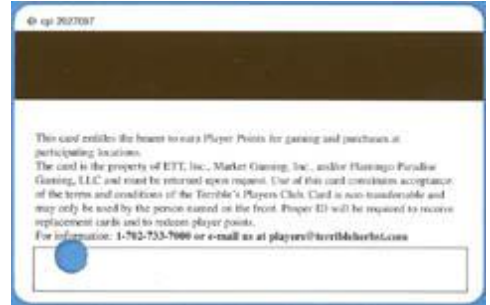 © cpi 2027097
This card entitles the bearer to earn Player Points for gaming and purchases at
participating locations.
The card is the property of ETT, Inc., Market Gaming, Inc., and/or Flamingo Paradise
Gaming, LLC and must be returned upon request. Use of this card constitutes acceptance
of the terms and conditions of the Terrible's Players Club. Card is non-transferable and
may only be used by the person named on the front. Proper ID will be required to receive
replacement cards and to redeem player points.
For information: 1-702-733-7000 or e-mail us at players@terribleherbst.com